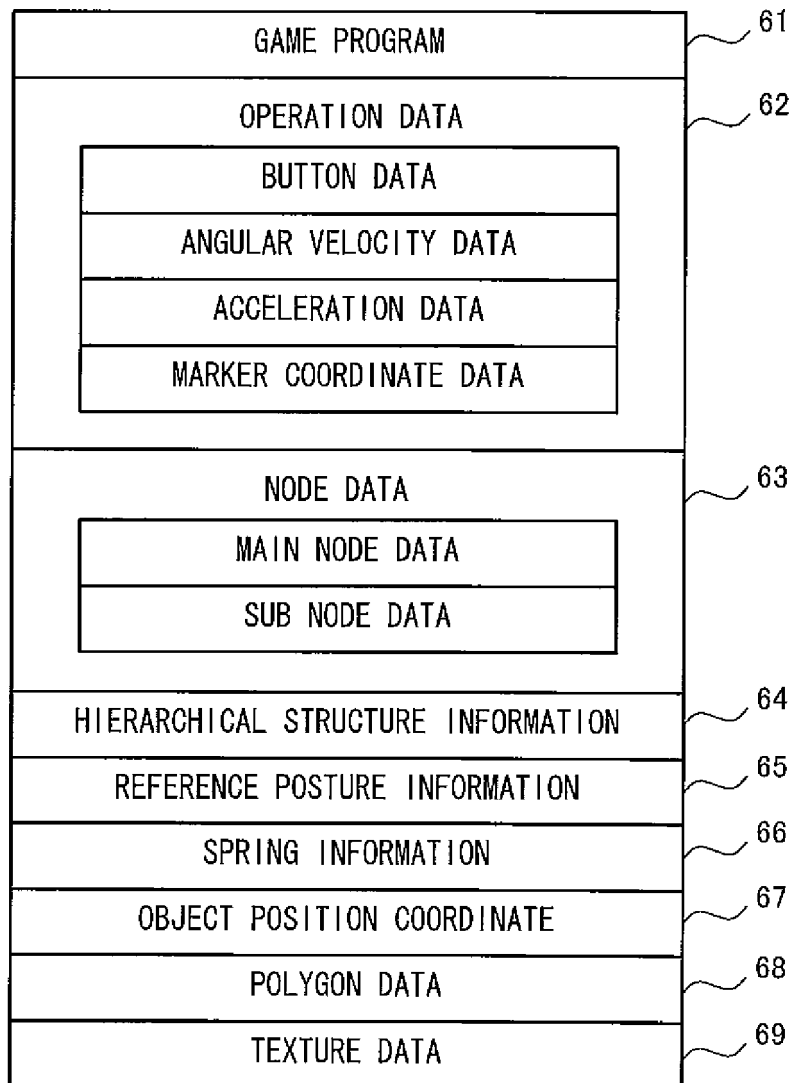 GAME PROGRAM 61
OPERATION DATA 62
BUTTON DATA
ANGULAR VELOCITY DATA
ACCELERATION DATA
MARKER COORDINATE DATA
NODE DATA 63
MAIN NODE DATA
SUB NODE DATA
HIERARCHICAL STRUCTURE INFORMATION 64
REFERENCE POSTURE INFORMATION 65
SPRING INFORMATION 66
OBJECT POSITION COORDINATE 67
POLYGON DATA 68
TEXTURE DATA 69